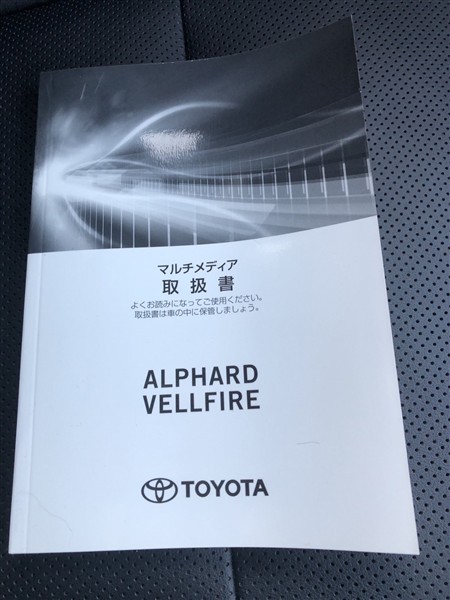 マルチメディア
取扱書
よくお読みになってご使用ください。
取扱書は車の中に保管しましょう。
ALPHARD
VELLFIRE
TOYOTA